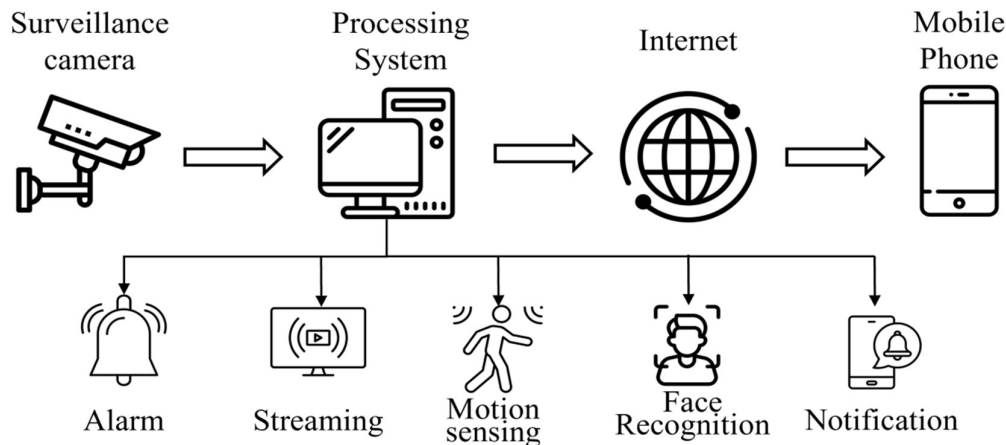 Surveillance
camera
Processing
System
Internet
Mobile
Phone
Alarm
Streaming
Motion
sensing
Face
Recognition
Notification